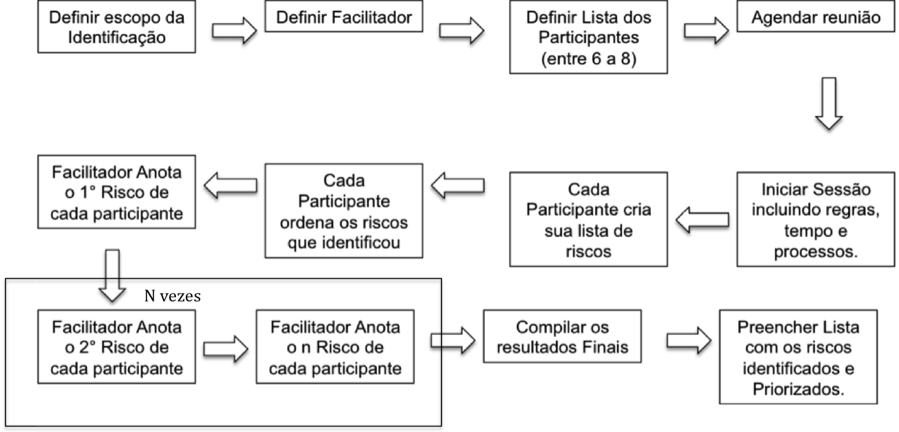 Definir escopo da
Identificação
Definir Facilitador
Definir Lista dos
Participantes
(entre 6 a 8)
Agendar reunião
Iniciar Sessão
incluindo regras,
tempo e
processos.
Cada
Participante cria
sua lista de
riscos
Cada
Participante
ordena os riscos
que identificou
Facilitador Anota
o 1° Risco de
cada participante
N vezes
Facilitador Anota
o 2° Risco de
cada participante
Facilitador Anota
o n Risco de
cada participante
Compilar os
resultados Finais
Preencher Lista
com os riscos
identificados e
Priorizados.